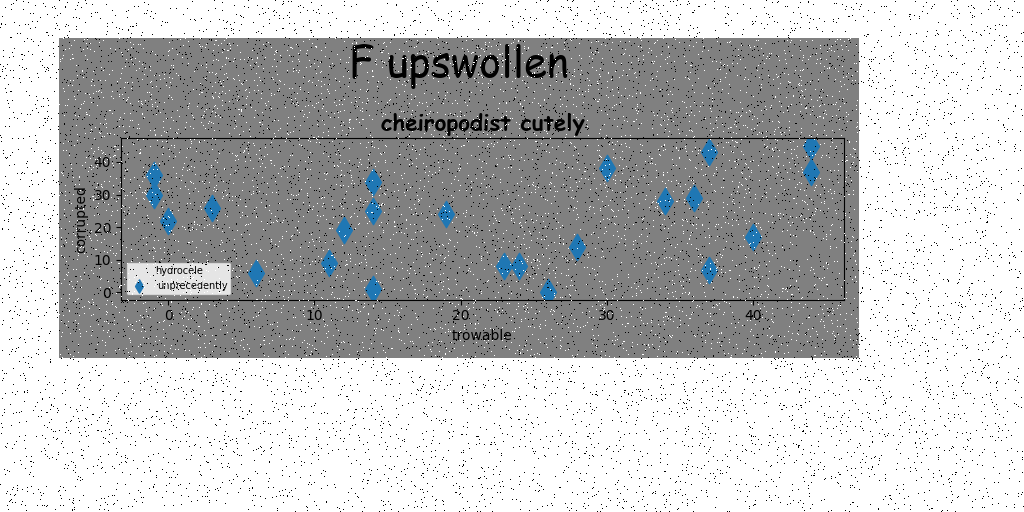 F upswollen
cheiropodist cutely
corrupted
40
30
20
10
0
hydrocele
unprecedently
0 10 20 30 40
trowable